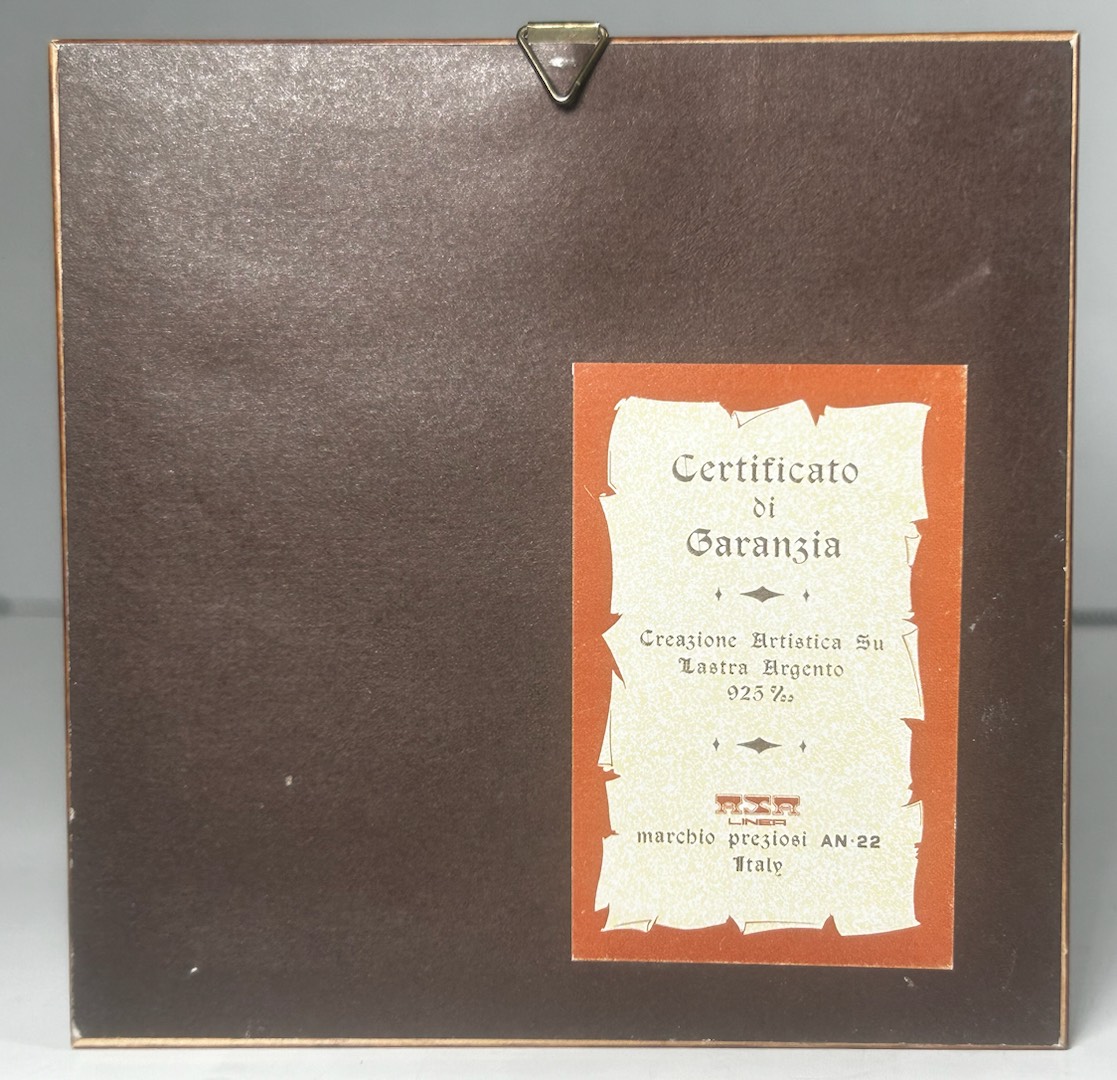 Certificato
di
Garanzia
Creazione Artistica Su
Lastra Argento
925 ‰
LINEA
marchio preziosi AN·22
Italy